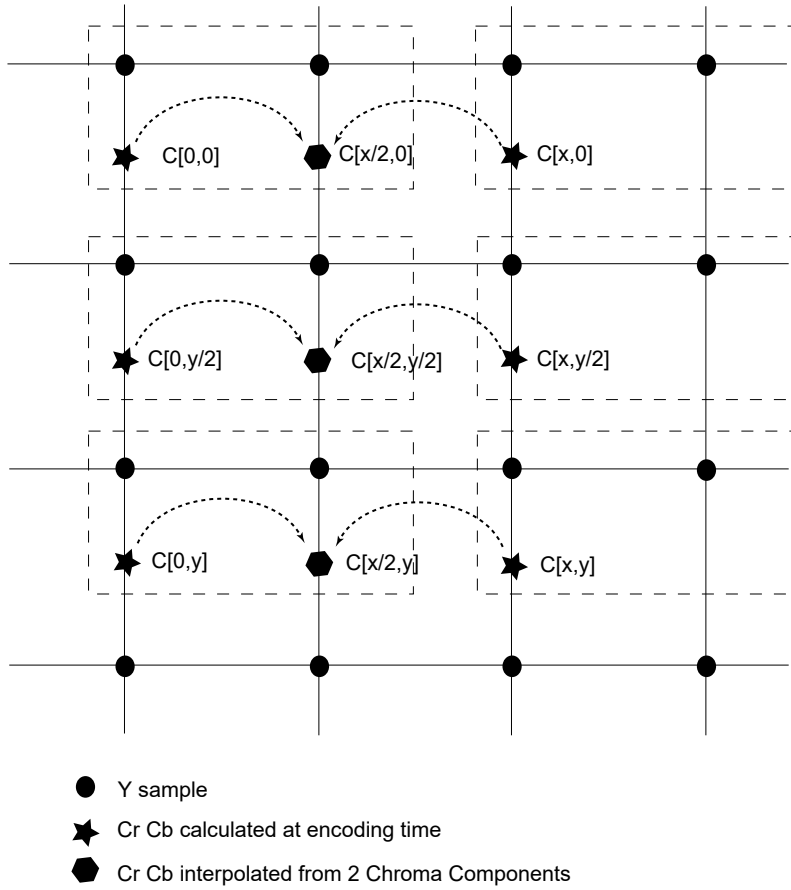 C[0,0] C[x/2,0] C[x,0]
C[0,y/2] C[x/2,y/2] C[x,y/2]
C[0,y] C[x/2,y] C[x,y]
Y sample
Cr Cb calculated at encoding time
Cr Cb interpolated from 2 Chroma Components